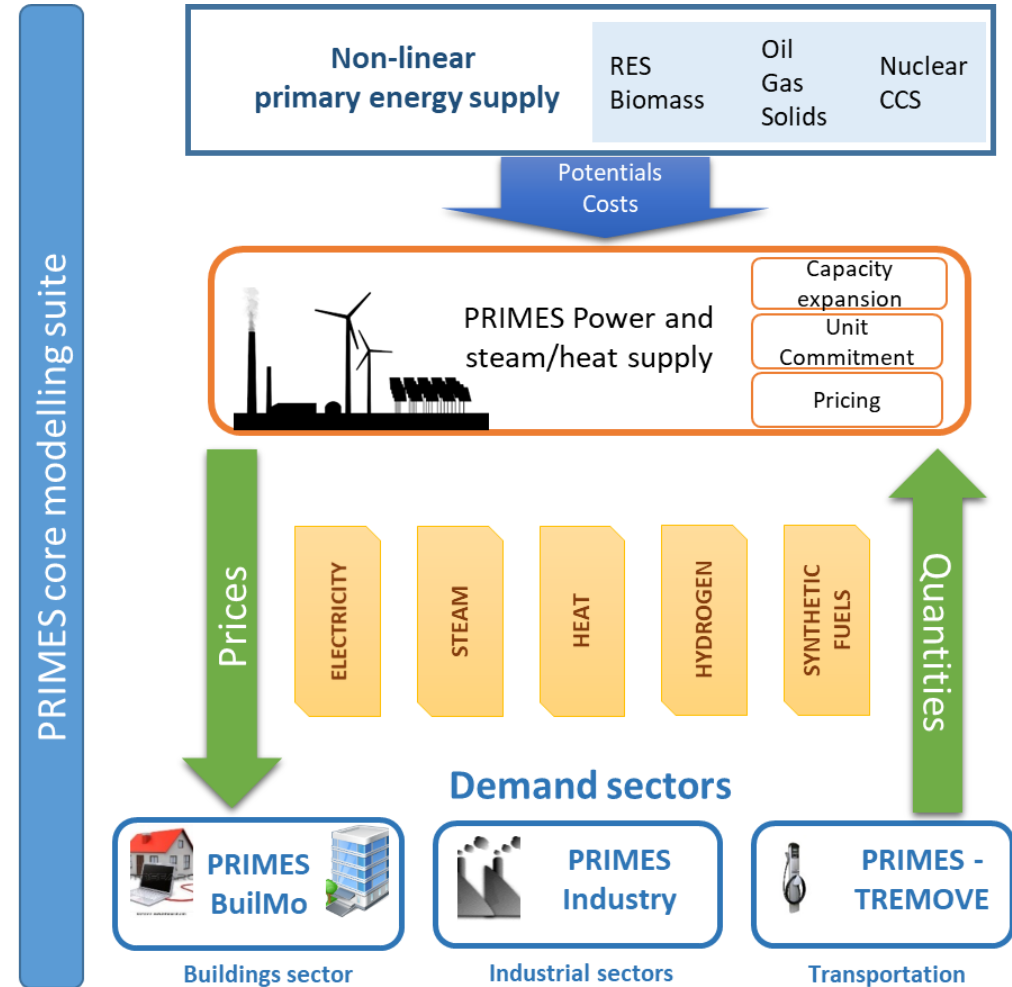 PRIMES core modelling suite
Non-linear
primary energy supply
RES
Biomass
Oil
Gas
Solids
Nuclear
CCS
Potentials
Costs
PRIMES Power and
steam/heat supply
Capacity
expansion
Unit
Commitment
Pricing
Prices
ELECTRICITY
STEAM
HEAT
HYDROGEN
SYNTHETIC
FUELS
Quantities
Demand sectors
PRIMES
BuilMo
PRIMES
Industry
PRIMES -
TREMOVE
Buildings sector
Industrial sectors
Transportation